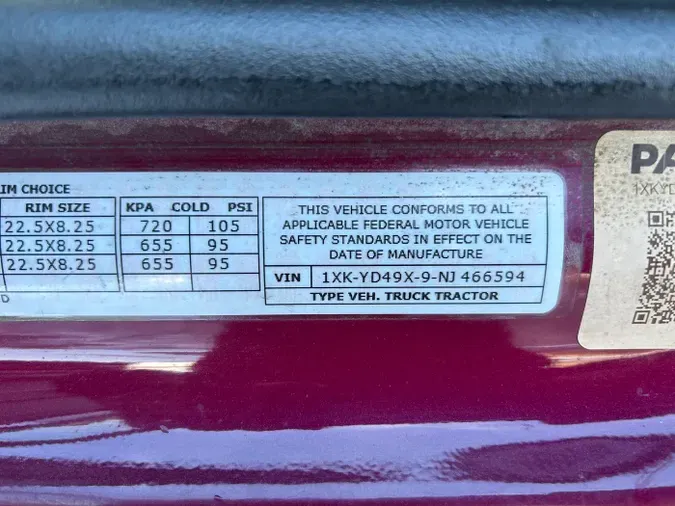 IM CHOICE
RIM SIZE KPA COLD PSI
22.5X8.25 720 105
22.5X8.25 655 95
22.5X8.25 655 95
D
THIS VEHICLE CONFORMS TO ALL
APPLICABLE FEDERAL MOTOR VEHICLE
SAFETY STANDARDS IN EFFECT ON THE
DATE OF MANUFACTURE
VIN 1XK-YD49X-9-NJ 466594
TYPE VEH. TRUCK TRACTOR
PA
1XKYD